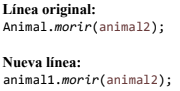 Línea original:
Animal.morir(animal2);
Nueva línea:
animal1.morir(animal2);